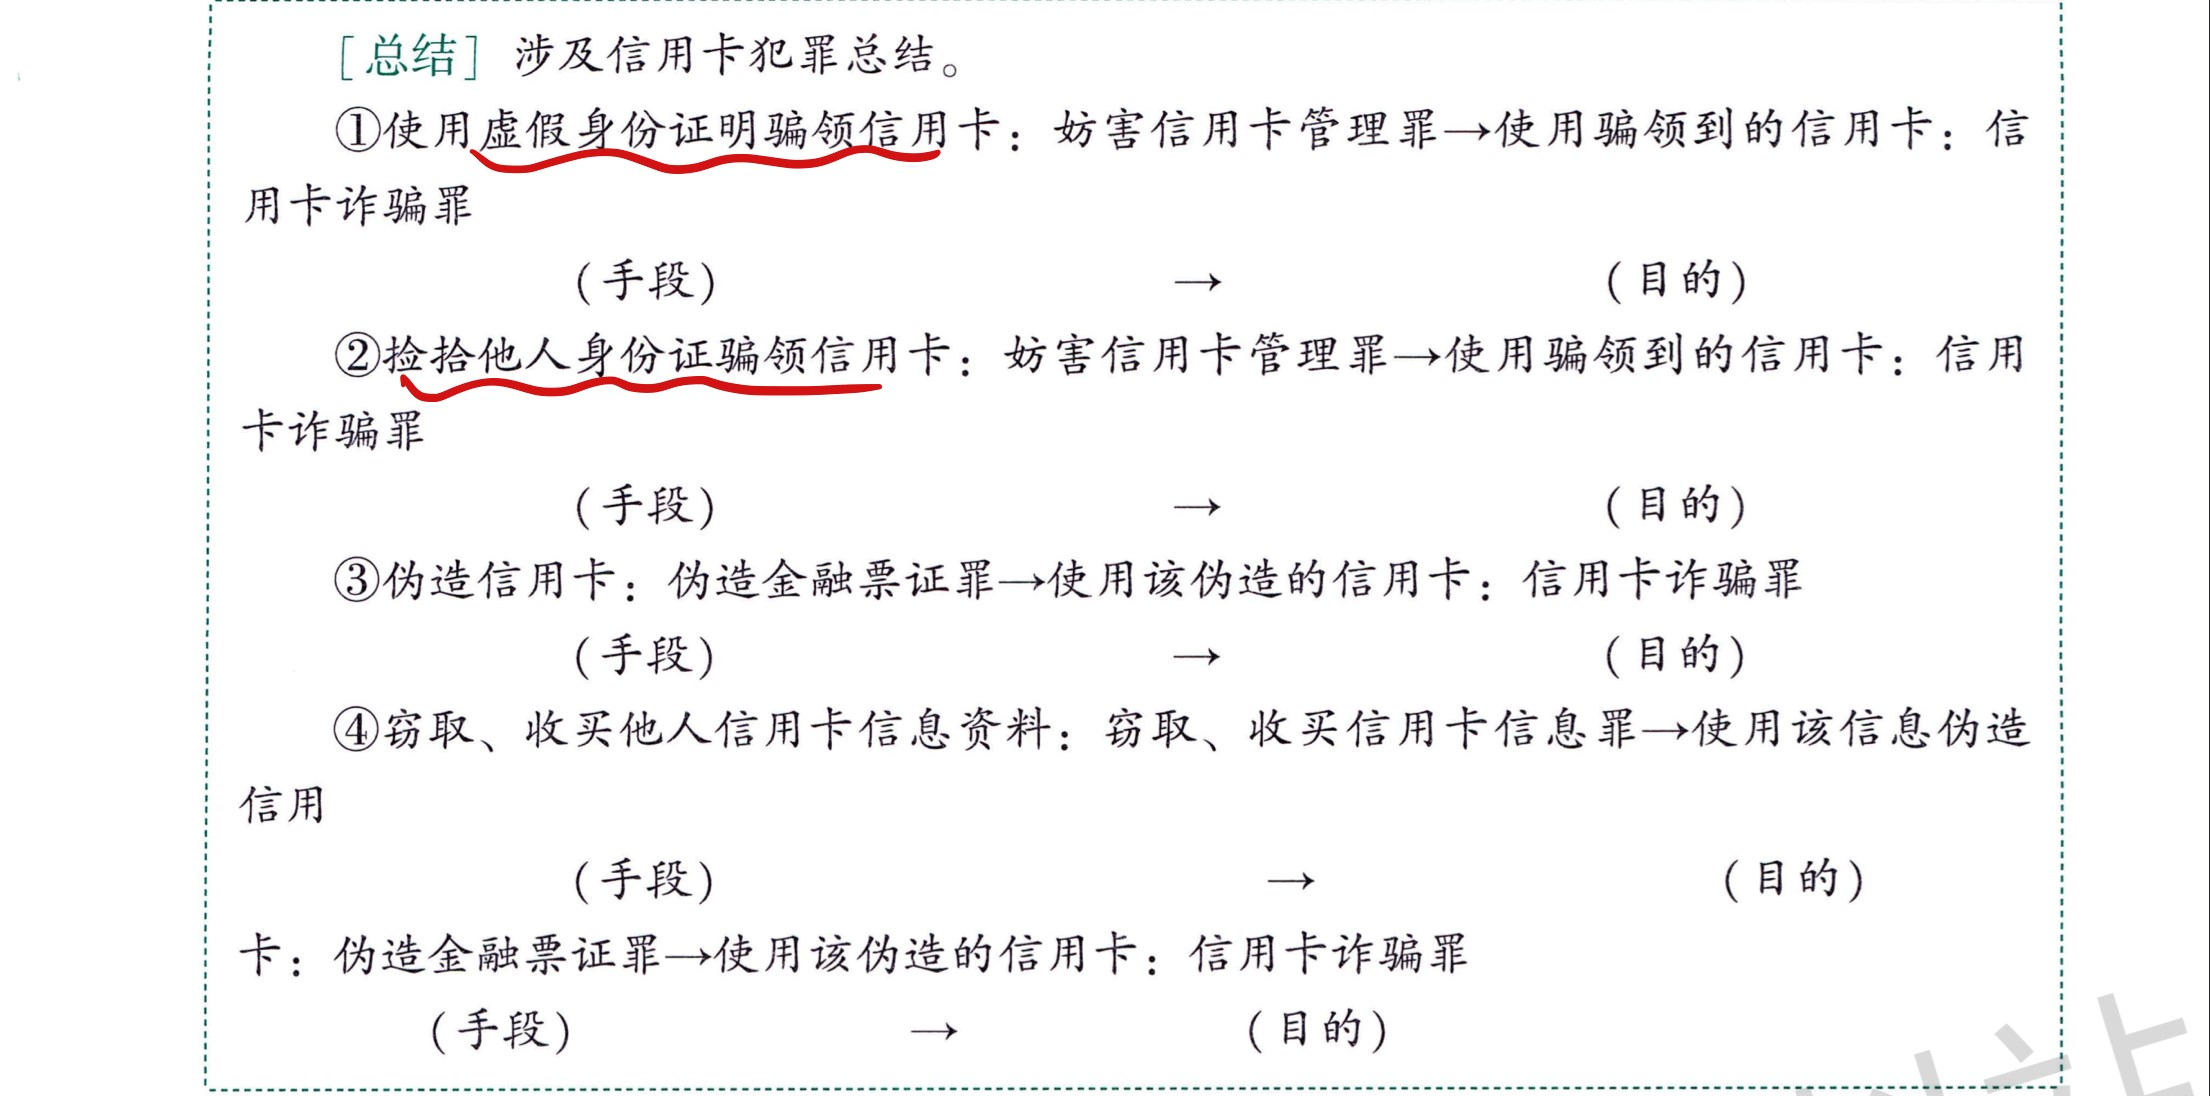 [总结] 涉及信用卡犯罪总结。
①使用虚假身份证明骗领信用卡：妨害信用卡管理罪→使用骗领到的信用卡：信
用卡诈骗罪
(手段) → (目的)
②捡拾他人身份证骗领信用卡：妨害信用卡管理罪→使用骗领到的信用卡：信用
卡诈骗罪
(手段) → (目的)
③伪造信用卡：伪造金融票证罪→使用该伪造的信用卡：信用卡诈骗罪
(手段) → (目的)
④窃取、收买他人信用卡信息资料：窃取、收买信用卡信息罪→使用该信息伪造
信用
(手段) → (目的)
卡：伪造金融票证罪→使用该伪造的信用卡：信用卡诈骗罪
(手段) → (目的)